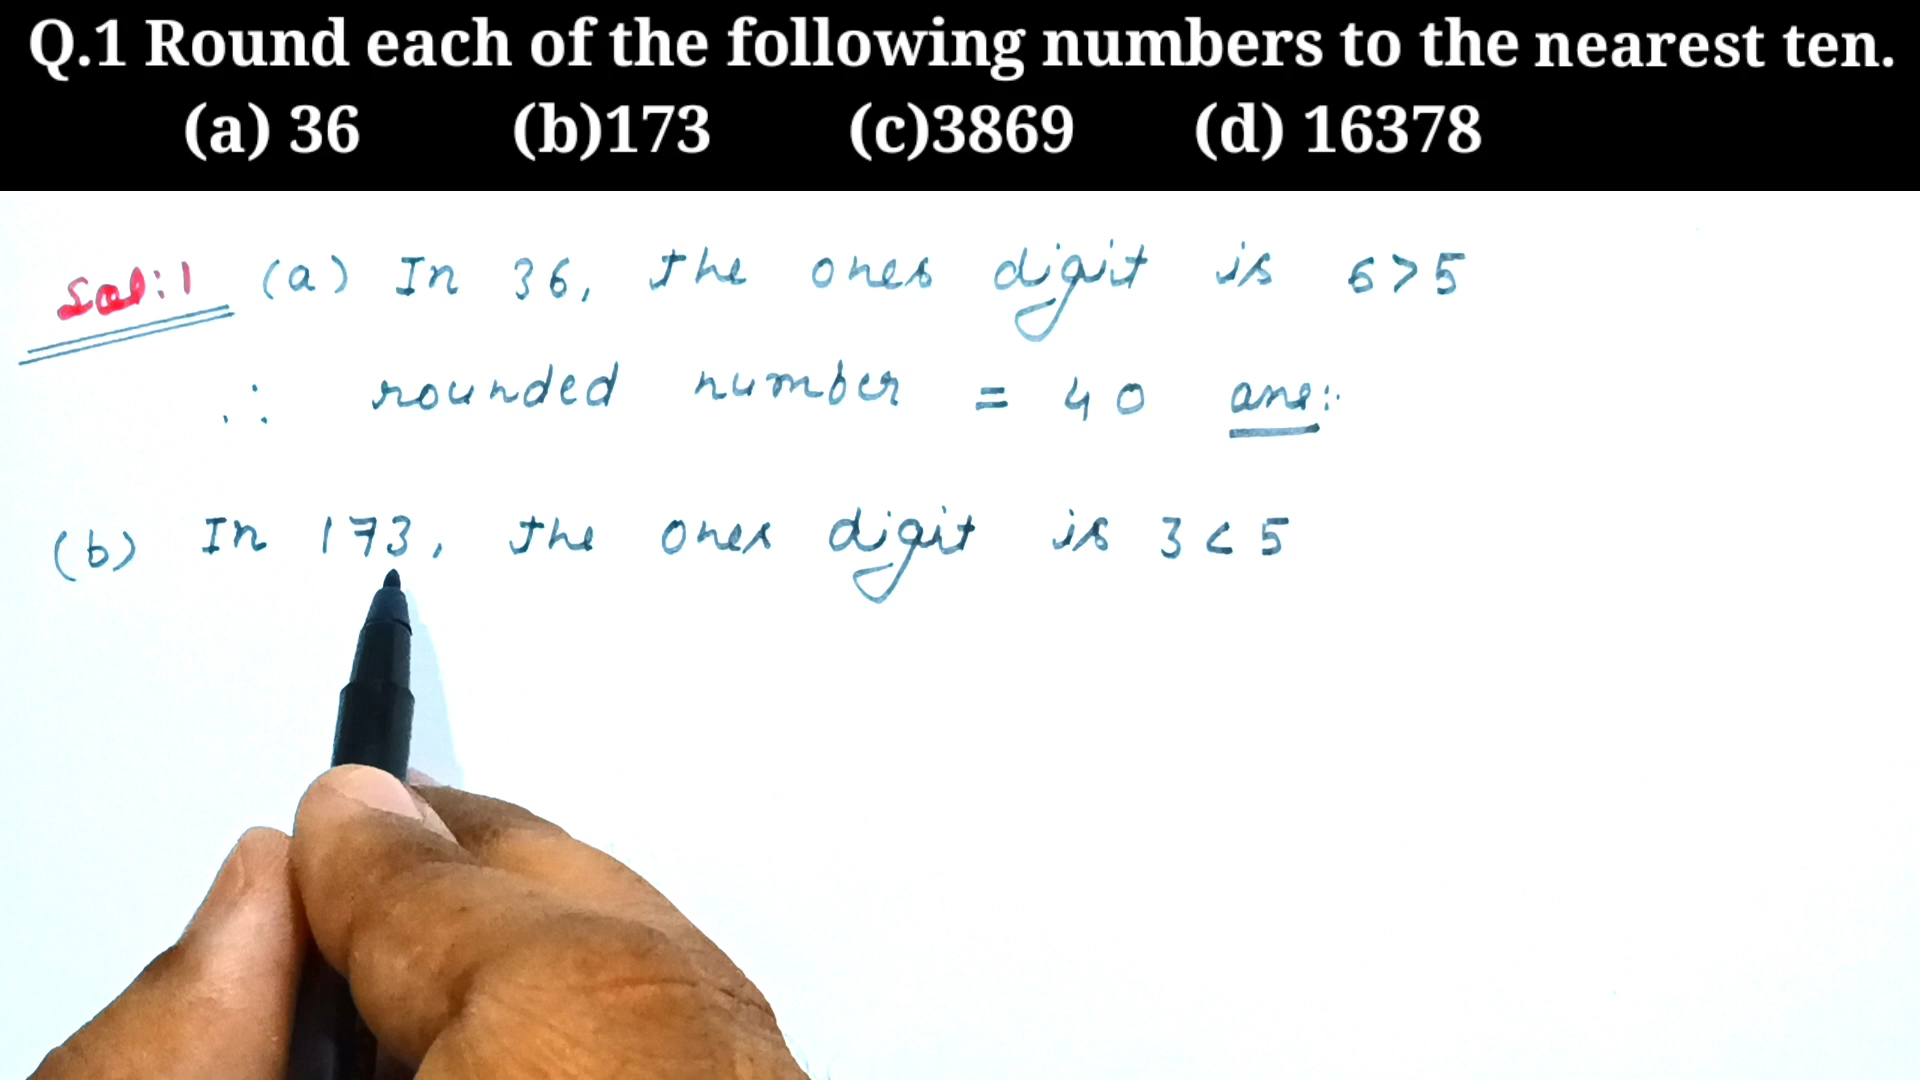 Q.1 Round each of the following numbers to the nearest ten.
(a) 36 (b)173 (c)3869 (d) 16378
Sol:1 (a) In 36, the ones digit is 6>5
∴ rounded number = 40 ans:
(b) In 173, the ones digit is 3<5